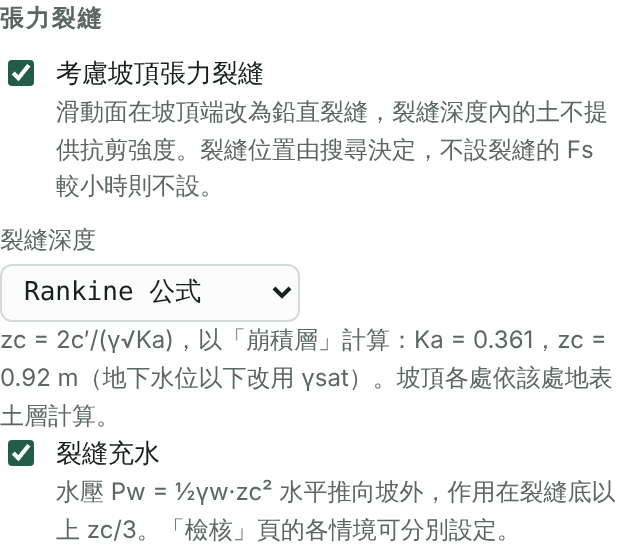 張力裂縫
考慮坡頂張力裂縫
滑動面在坡頂端改為鉛直裂縫，裂縫深度內的土不提
供抗剪強度。裂縫位置由搜尋決定，不設裂縫的 Fs
較小時則不設。
裂縫深度
Rankine 公式
zc = 2c′/(γ√Ka)，以「崩積層」計算：Ka = 0.361，zc =
0.92 m（地下水位以下改用 γsat）。坡頂各處依該處地表
土層計算。
裂縫充水
水壓 Pw = ½γw·zc² 水平推向坡外，作用在裂縫底以
上 zc/3。「檢核」頁的各情境可分別設定。